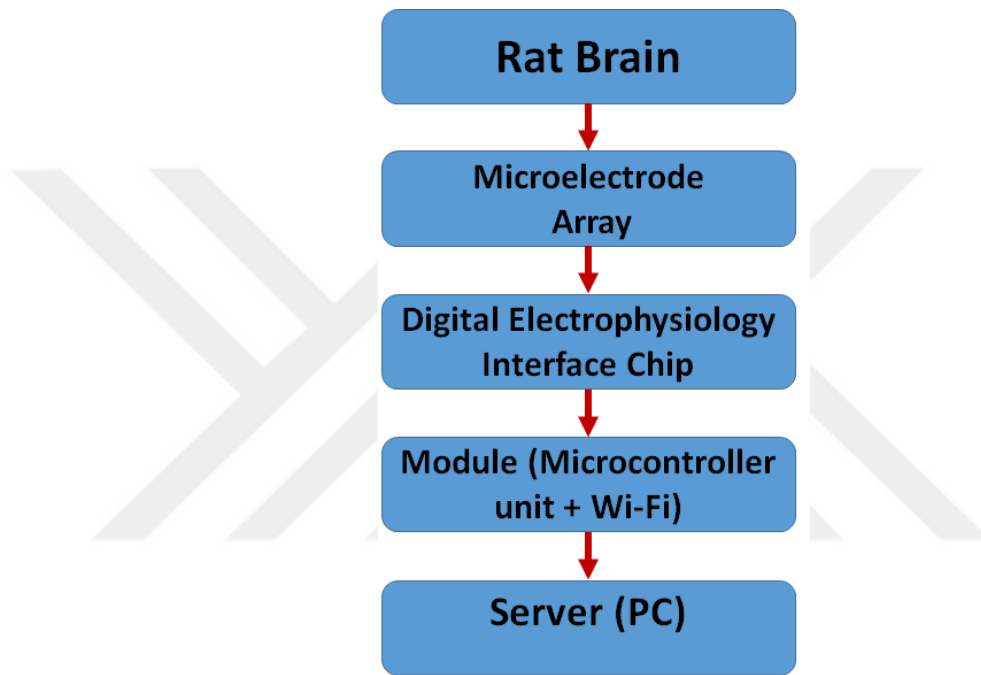 Rat Brain
Microelectrode
Array
Digital Electrophysiology
Interface Chip
Module (Microcontroller
unit + Wi-Fi)
Server (PC)